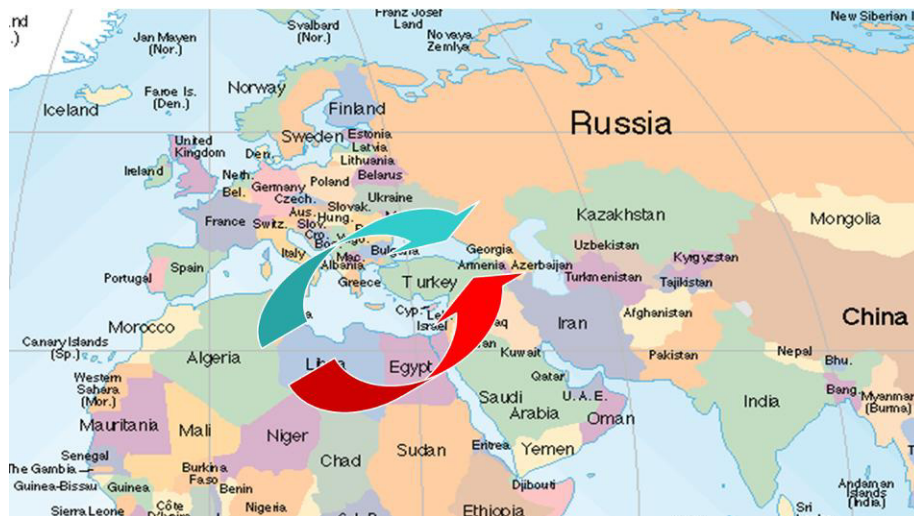 nd
.)
Jan Mayen
(Nor.)
Svalbard
(Nor.)
Franz Josef
Land
Novaya
Zemlya
New Siberian I
Iceland
Faroe Is.
(Den.)
Norway
Finland
Sweden
Russia
United
Kingdom
Ireland
Den.
Estonia
Latvia
Lithuania
Belarus
Neth.
Bel.
Germany
Poland
Czech.
Ukraine
France
Slovak.
Aus.
Hung.
Switz.
Slov.
Cro.
Kazakhstan
Mongolia
Italy
Mac.
Albania
Greece
Georgia
Armenia
Azerbaijan
Uzbekistan
Turkmenistan
Kyrgyzstan
Tajikistan
Portugal
Spain
Turkey
China
Cyp.
Israel
Iran
Afghanistan
Morocco
Canary Islands
(Sp.)
Algeria
Egypt
Kuwait
Pakistan
Nepal
Bhu.
Western
Sahara
(Mor.)
Saudi
Arabia
Qatar
U. A. E.
Oman
India
Bang.
Myanmar
(Burma)
Mauritania
Mali
Niger
Chad
Sudan
Eritrea
Yemen
Senegal
The Gambia
Guinea-Bissau
Guinea
Burkina
Faso
Benin
Nigeria
Djibouti
Ethiopia
Andaman
Islands
(India)
Sierra Leone
Côte
Sri